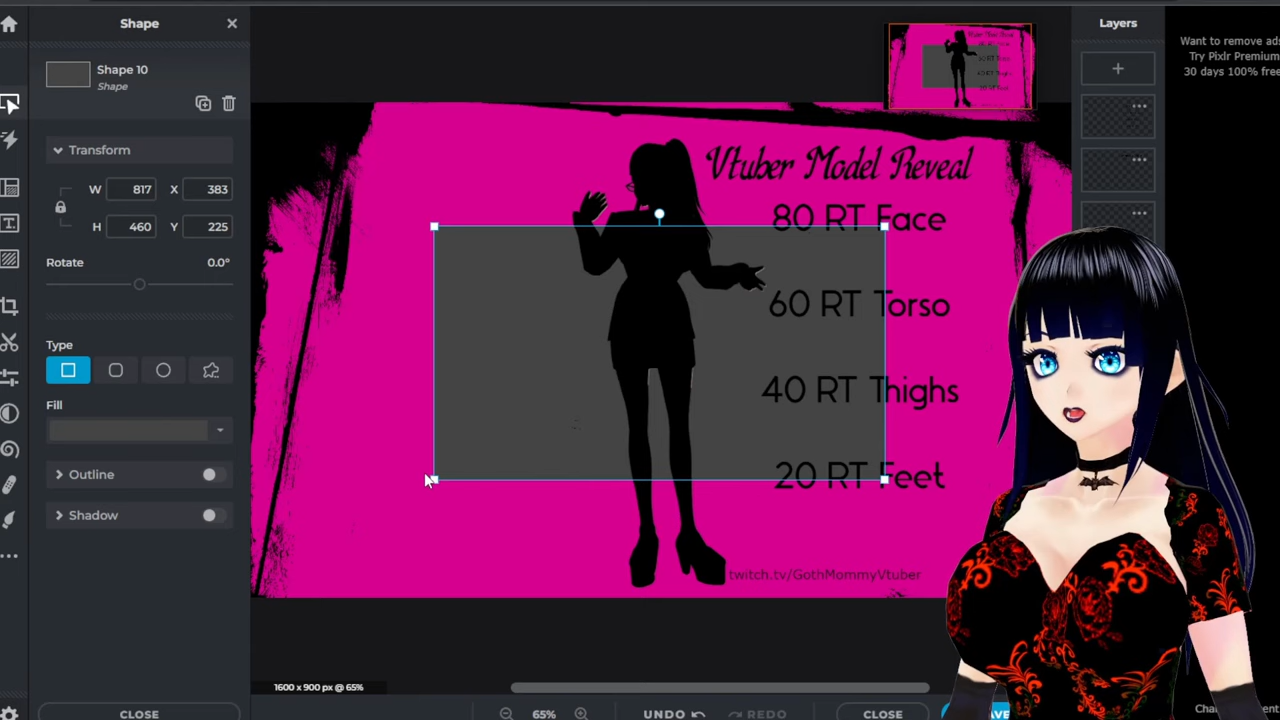 Shape
Shape 10
Shape
Transform
W 817 X 383
H 460 Y 225
Rotate 0.0°
Type
Fill
Outline
Shadow
CLOSE
Vtuber Model Reveal
80 RT Face
60 RT Torso
40 RT Thighs
20 RT Feet
twitch.tv/GothMommyVtuber
1600 x 900 px @ 65%
65%
UNDO
REDO
CLOSE
Layers
Want to remove ads
Try Pixlr Premium
30 days 100% free